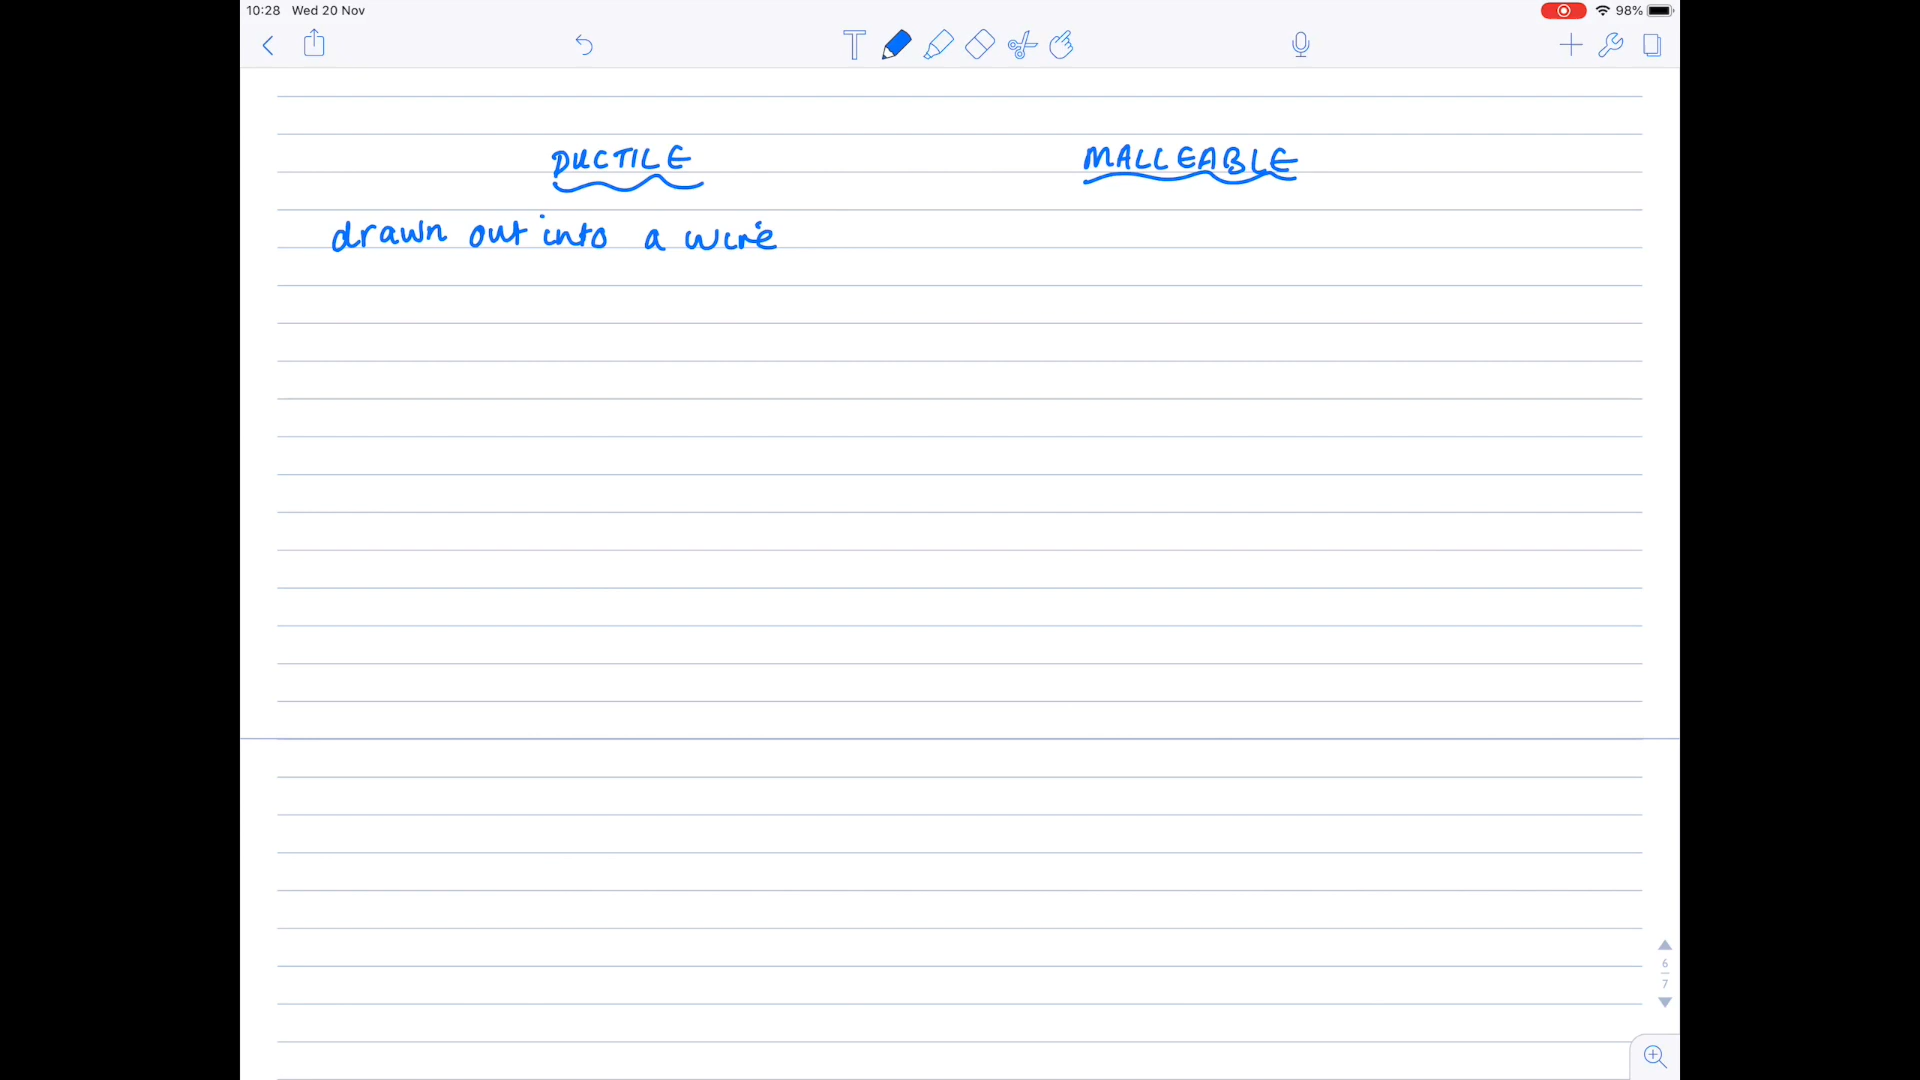 10:28 Wed 20 Nov 98%
T
DUCTILE MALLEABLE
drawn out into a wire
6
7